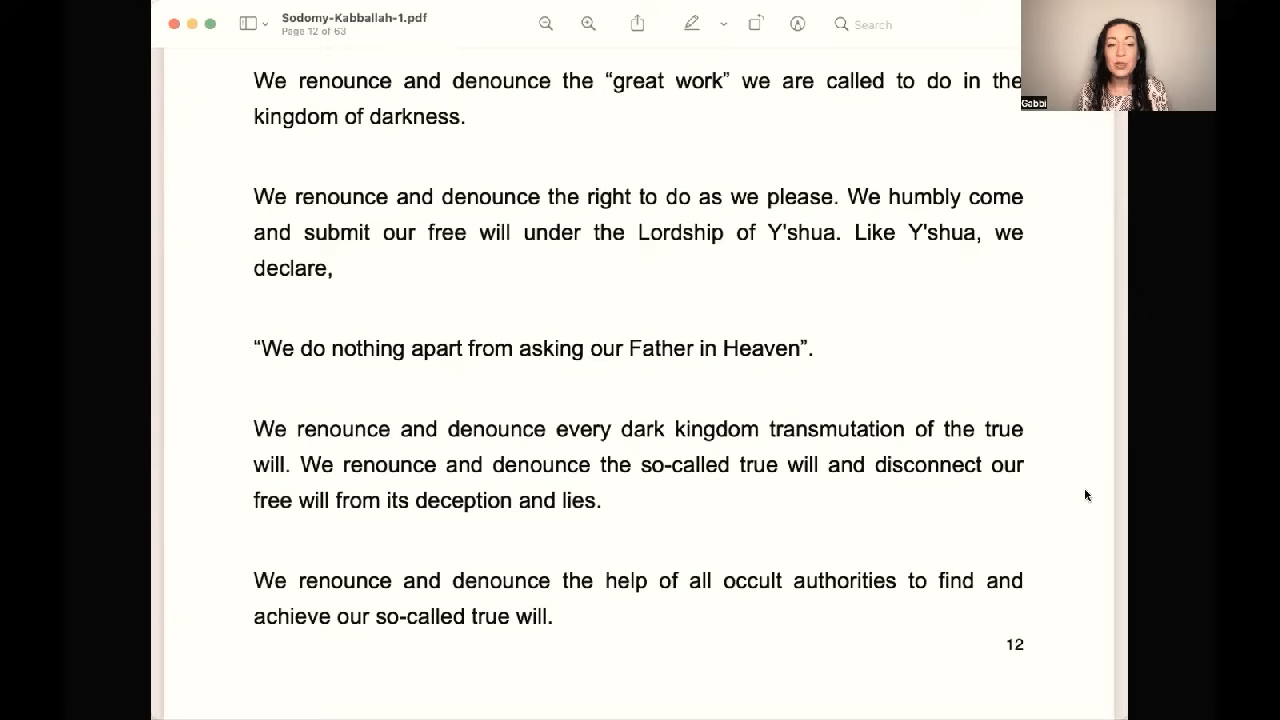 Sodomy-Kabballah-1.pdf
Page 12 of 63
Search
Gabbi
We renounce and denounce the “great work” we are called to do in the
kingdom of darkness.
We renounce and denounce the right to do as we please. We humbly come
and submit our free will under the Lordship of Y'shua. Like Y'shua, we
declare,
“We do nothing apart from asking our Father in Heaven”.
We renounce and denounce every dark kingdom transmutation of the true
will. We renounce and denounce the so-called true will and disconnect our
free will from its deception and lies.
We renounce and denounce the help of all occult authorities to find and
achieve our so-called true will.
12